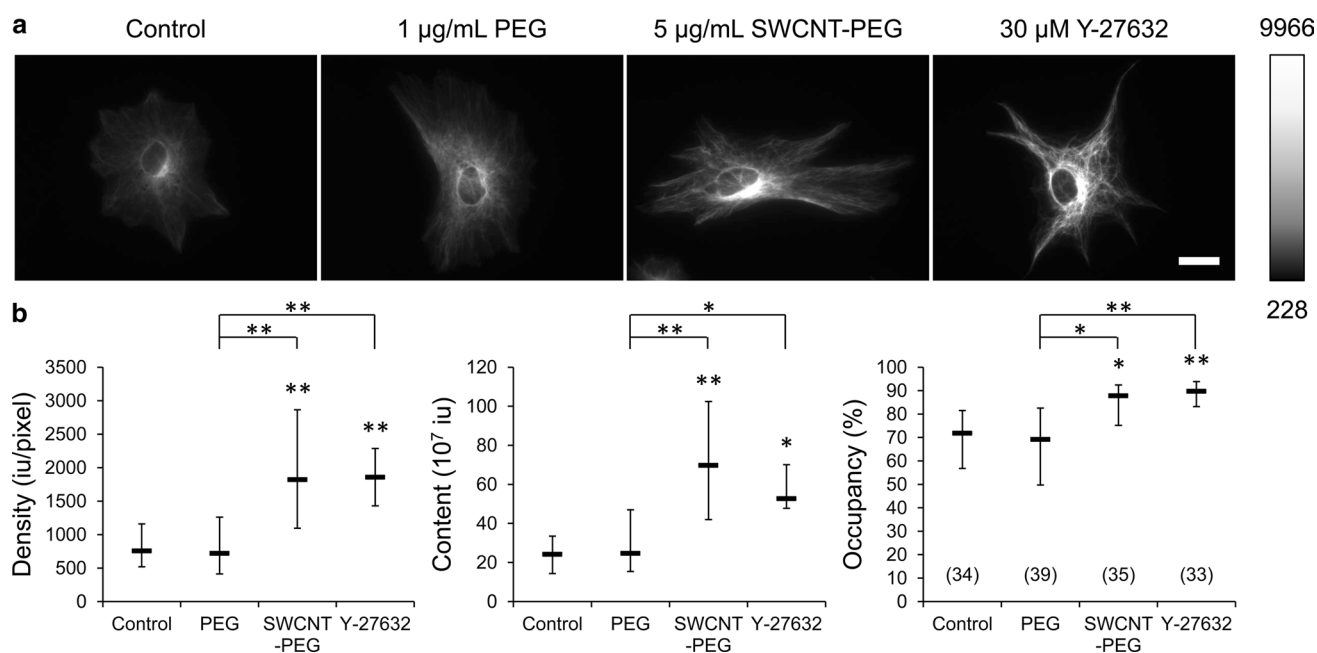 a
Control
1 µg/mL PEG
5 µg/mL SWCNT-PEG
30 µM Y-27632
9966
228
b
**
**
**
**
Density (iu/pixel)
3500
3000
2500
2000
1500
1000
500
0
Control
PEG
SWCNT
-PEG
Y-27632
*
**
**
*
Content (10⁷ iu)
120
100
80
60
40
20
0
Control
PEG
SWCNT
-PEG
Y-27632
**
*
*
**
Occupancy (%)
100
90
80
70
60
50
40
30
20
10
0
(34)
(39)
(35)
(33)
Control
PEG
SWCNT
-PEG
Y-27632